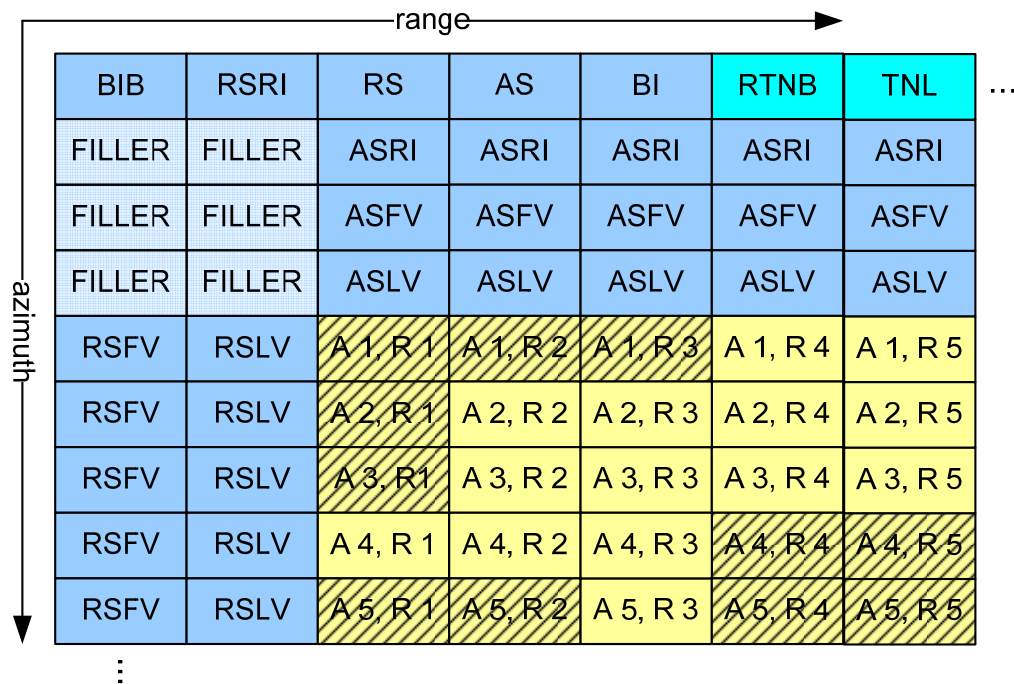 range
BIB RSRI RS AS BI RTNB TNL ...
FILLER FILLER ASRI ASRI ASRI ASRI ASRI
FILLER FILLER ASFV ASFV ASFV ASFV ASFV
FILLER FILLER ASLV ASLV ASLV ASLV ASLV
azimuth
RSFV RSLV A 1, R 1 A 1, R 2 A 1, R 3 A 1, R 4 A 1, R 5
RSFV RSLV A 2, R 1 A 2, R 2 A 2, R 3 A 2, R 4 A 2, R 5
RSFV RSLV A 3, R1 A 3, R 2 A 3, R 3 A 3, R 4 A 3, R 5
RSFV RSLV A 4, R 1 A 4, R 2 A 4, R 3 A 4, R 4 A 4, R 5
RSFV RSLV A 5, R 1 A 5, R 2 A 5, R 3 A 5, R 4 A 5, R 5
...